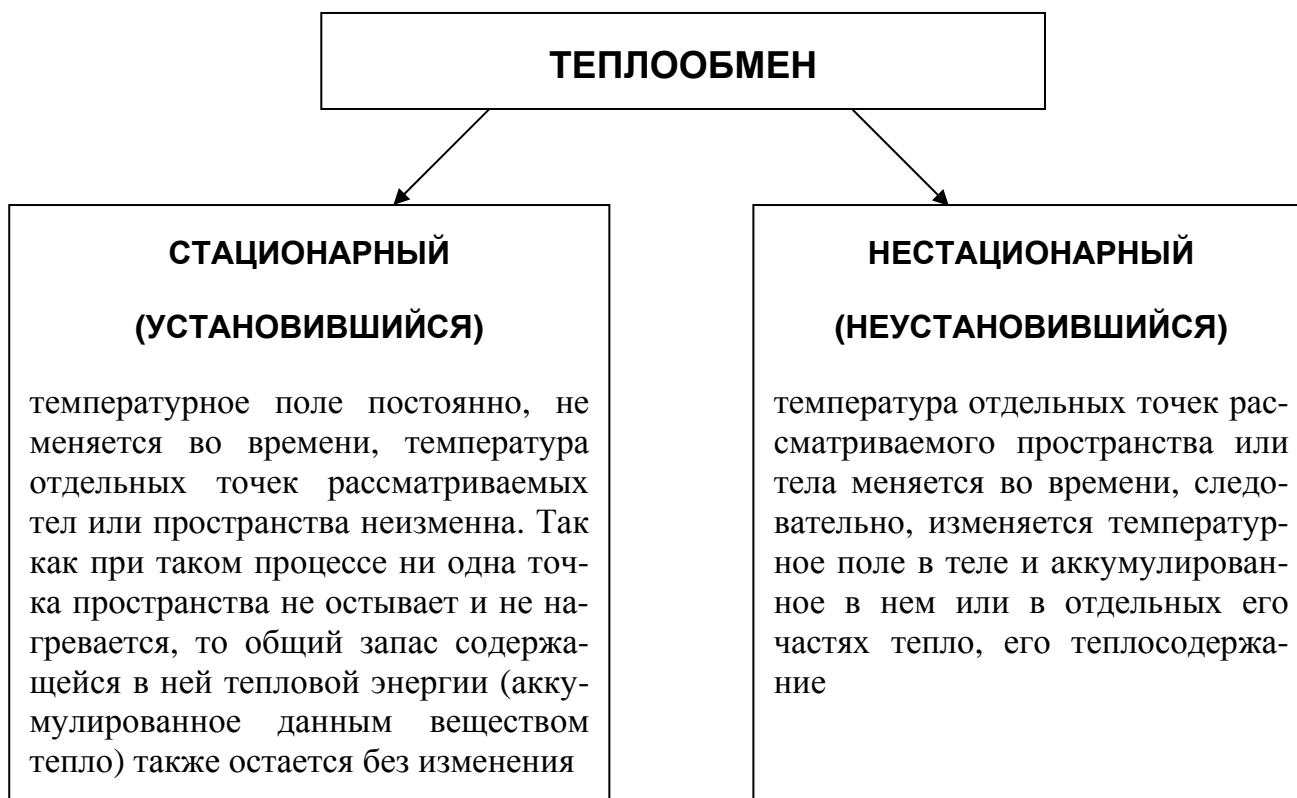 ТЕПЛООБМЕН
СТАЦИОНАРНЫЙ
(УСТАНОВИВШИЙСЯ)
температурное поле постоянно, не
меняется во времени, температура
отдельных точек рассматриваемых
тел или пространства неизменна. Так
как при таком процессе ни одна точ-
ка пространства не остывает и не на-
гревается, то общий запас содержа-
щейся в ней тепловой энергии (акку-
мулированное данным веществом
тепло) также остается без изменения
НЕСТАЦИОНАРНЫЙ
(НЕУСТАНОВИВШИЙСЯ)
температура отдельных точек рас-
сматриваемого пространства или
тела меняется во времени, следо-
вательно, изменяется температур-
ное поле в теле и аккумулирован-
ное в нем или в отдельных его
частях тепло, его теплосодержа-
ние